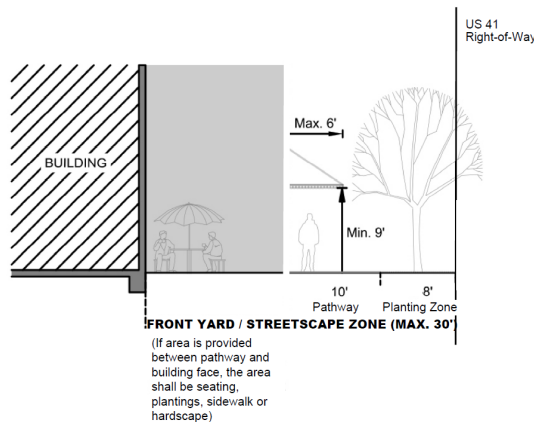 US 41
Right-of-Way
Max. 6'
BUILDING
Min. 9'
10'
8'
Pathway
Planting Zone
FRONT YARD / STREETSCAPE ZONE (MAX. 30')
(If area is provided
between pathway and
building face, the area
shall be seating,
plantings, sidewalk or
hardscape)